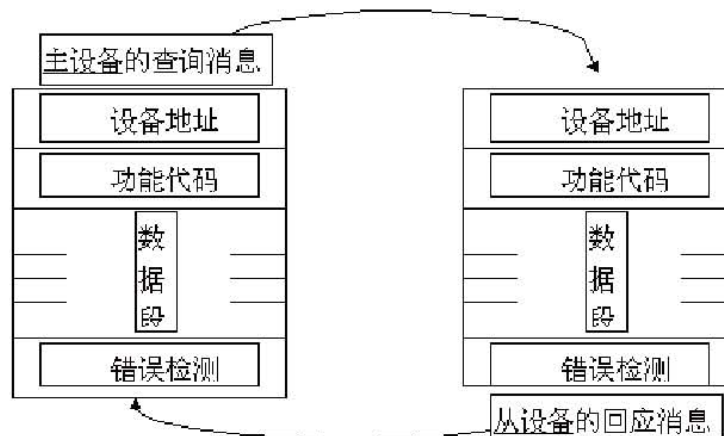 主设备的查询消息
设备地址
功能代码
数
据
段
错误检测
设备地址
功能代码
数
据
段
错误检测
从设备的回应消息